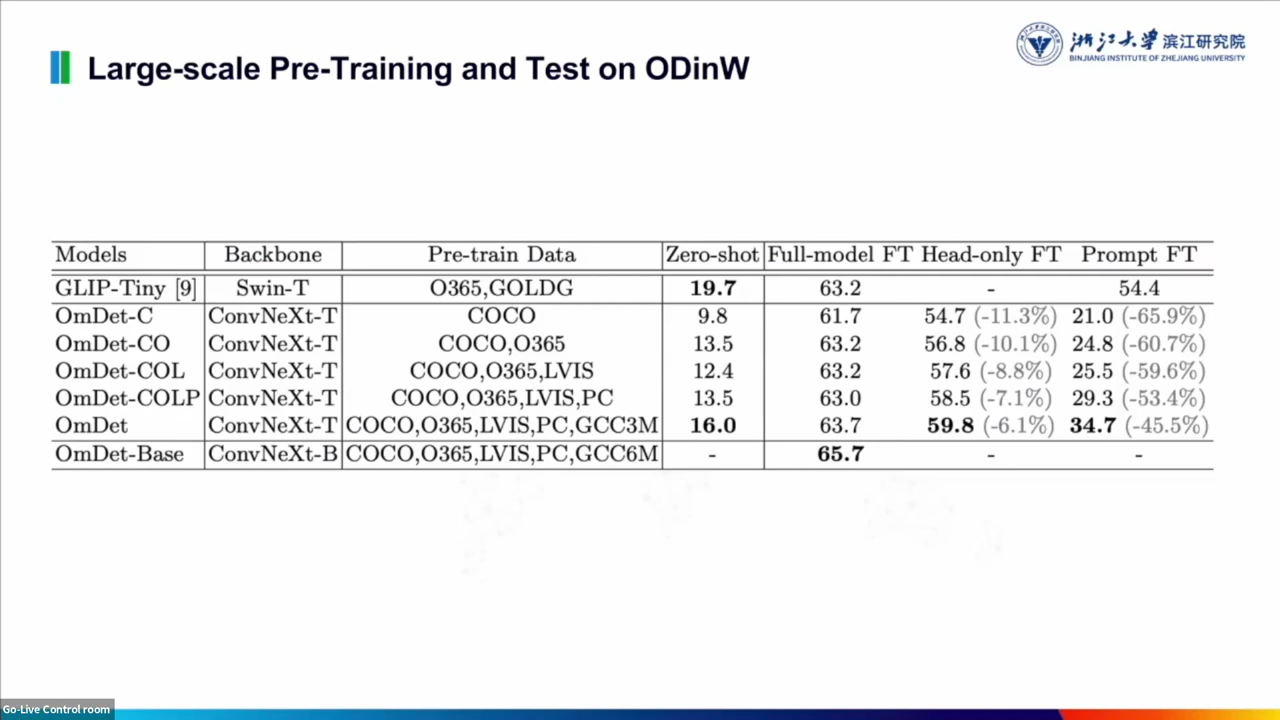 浙江大学 滨江研究院
BINJIANG INSTITUTE OF ZHEJIANG UNIVERSITY
Large-scale Pre-Training and Test on ODinW
Models Backbone Pre-train Data Zero-shot Full-model FT Head-only FT Prompt FT
GLIP-Tiny [9] Swin-T O365,GOLDG 19.7 63.2 - 54.4
OmDet-C ConvNeXt-T COCO 9.8 61.7 54.7 (-11.3%) 21.0 (-65.9%)
OmDet-CO ConvNeXt-T COCO,O365 13.5 63.2 56.8 (-10.1%) 24.8 (-60.7%)
OmDet-COL ConvNeXt-T COCO,O365,LVIS 12.4 63.2 57.6 (-8.8%) 25.5 (-59.6%)
OmDet-COLP ConvNeXt-T COCO,O365,LVIS,PC 13.5 63.0 58.5 (-7.1%) 29.3 (-53.4%)
OmDet ConvNeXt-T COCO,O365,LVIS,PC,GCC3M 16.0 63.7 59.8 (-6.1%) 34.7 (-45.5%)
OmDet-Base ConvNeXt-B COCO,O365,LVIS,PC,GCC6M - 65.7 - -
Go-Live Control room